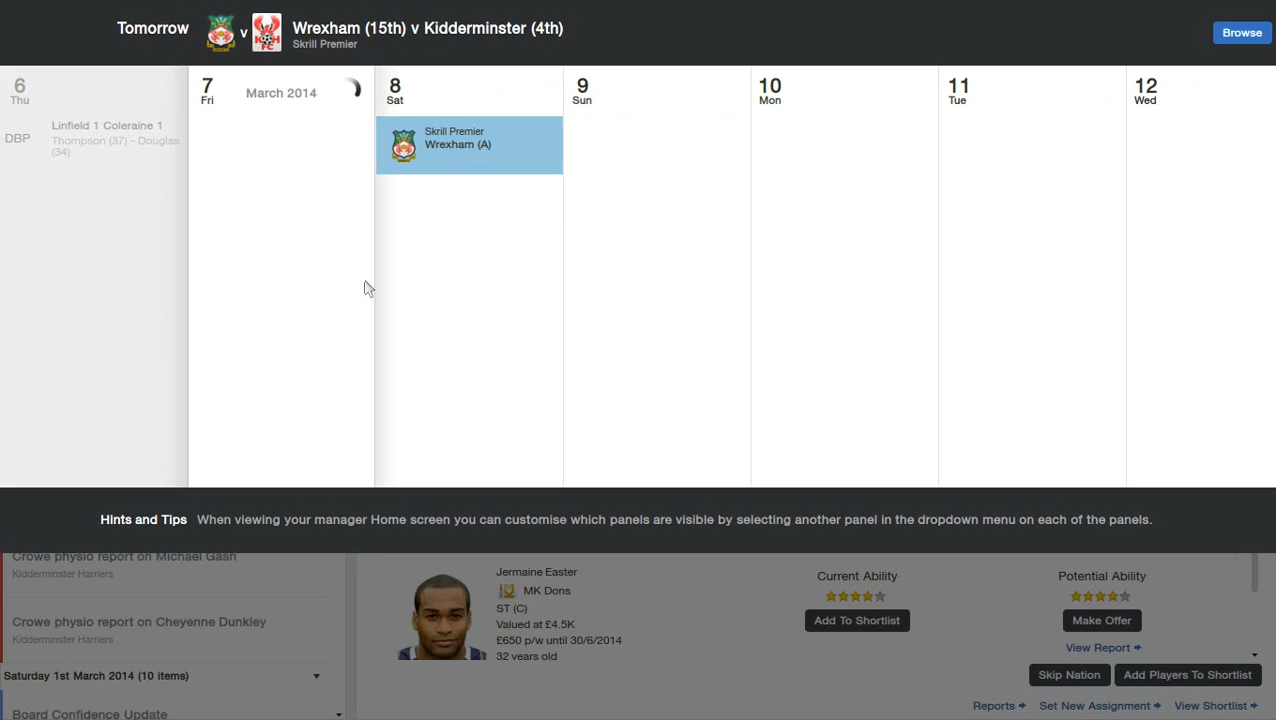 Tomorrow
v
Wrexham (15th) v Kidderminster (4th)
Skrill Premier
Browse
6
Thu
7
Fri
March 2014
8
Sat
9
Sun
10
Mon
11
Tue
12
Wed
DBP
Linfield 1 Coleraine 1
Thompson (37) - Douglas
(34)
Skrill Premier
Wrexham (A)
Hints and Tips When viewing your manager Home screen you can customise which panels are visible by selecting another panel in the dropdown menu on each of the panels.
Crowe physio report on Michael Gash
Kidderminster Harriers
Crowe physio report on Cheyenne Dunkley
Kidderminster Harriers
Saturday 1st March 2014 (10 items)
Board Confidence Update
Jermaine Easter
MK Dons
ST (C)
Valued at £4.5K
£650 p/w until 30/6/2014
32 years old
Current Ability
Add To Shortlist
Potential Ability
Make Offer
View Report
Skip Nation
Add Players To Shortlist
Reports
Set New Assignment
View Shortlist